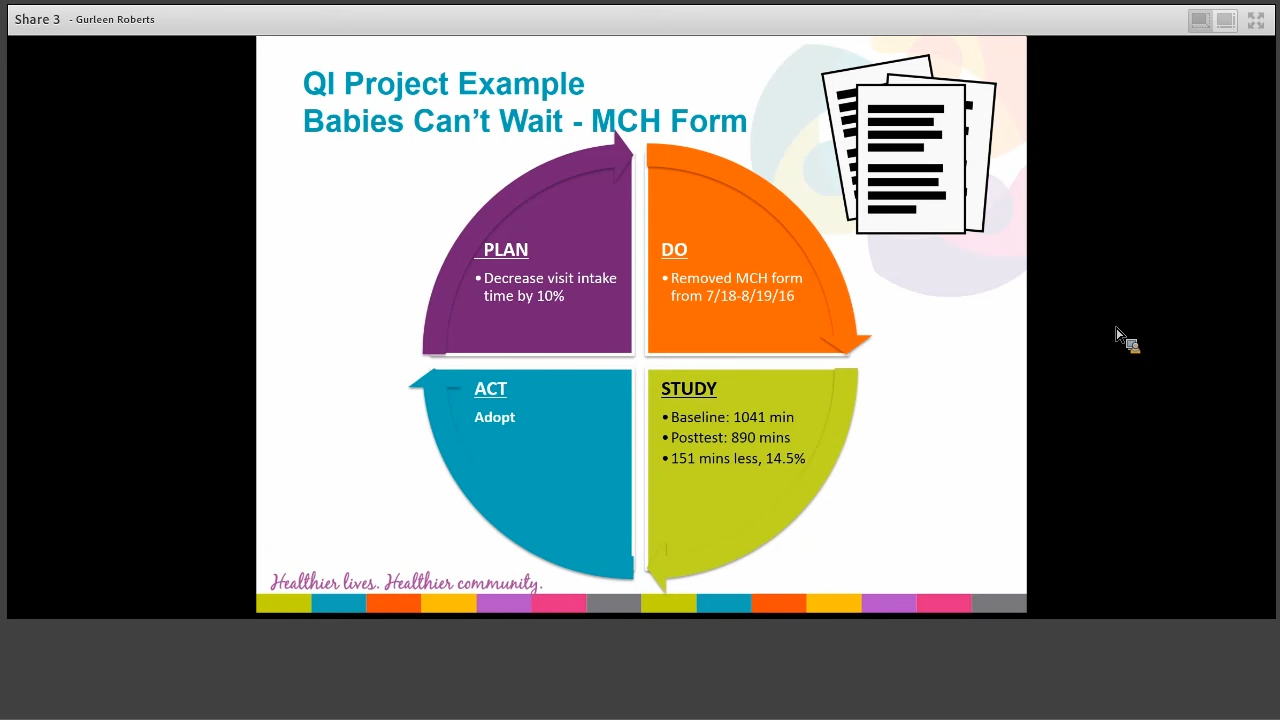 Share 3 - Gurleen Roberts
QI Project Example
Babies Can’t Wait - MCH Form
PLAN
•Decrease visit intake
time by 10%
DO
•Removed MCH form
from 7/18-8/19/16
ACT
Adopt
STUDY
•Baseline: 1041 min
•Posttest: 890 mins
•151 mins less, 14.5%
Healthier lives. Healthier community.